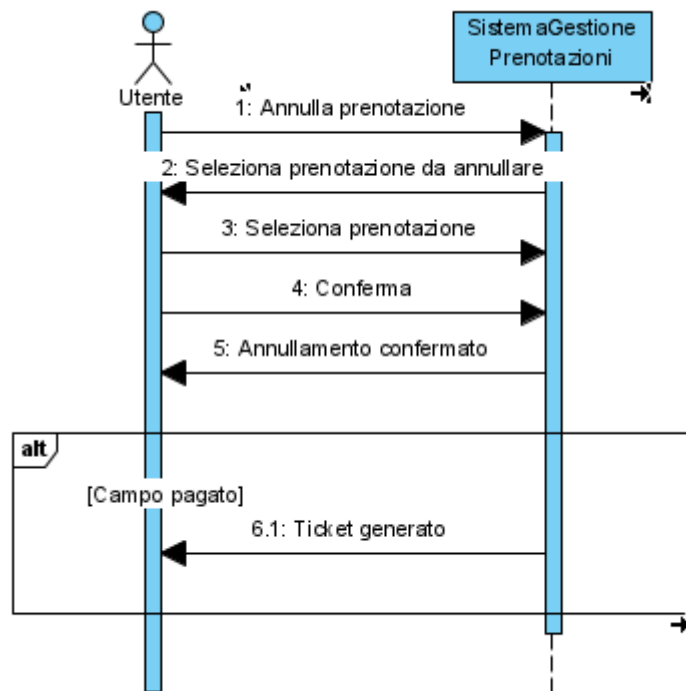 SistemaGestione
Prenotazioni
Utente
1: Annulla prenotazione
2: Seleziona prenotazione da annullare
3: Seleziona prenotazione
4: Conferma
5: Annullamento confermato
alt
[Campo pagato]
6.1: Ticket generato